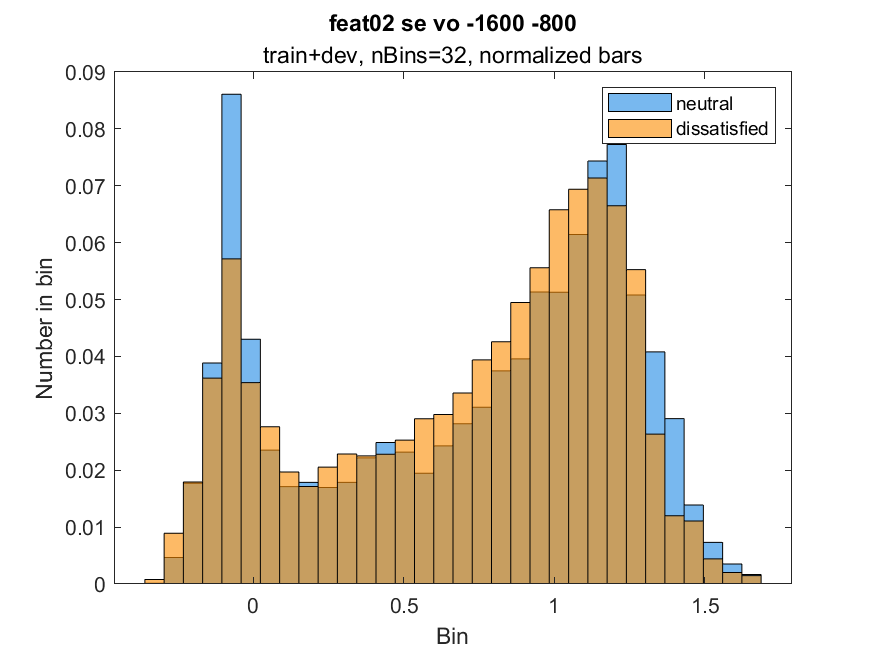 feat02 se vo -1600 -800
train+dev, nBins=32, normalized bars
0.09
0.08
0.07
0.06
0.05
0.04
0.03
0.02
0.01
0
Number in bin
neutral
dissatisfied
0
0.5
1
1.5
Bin